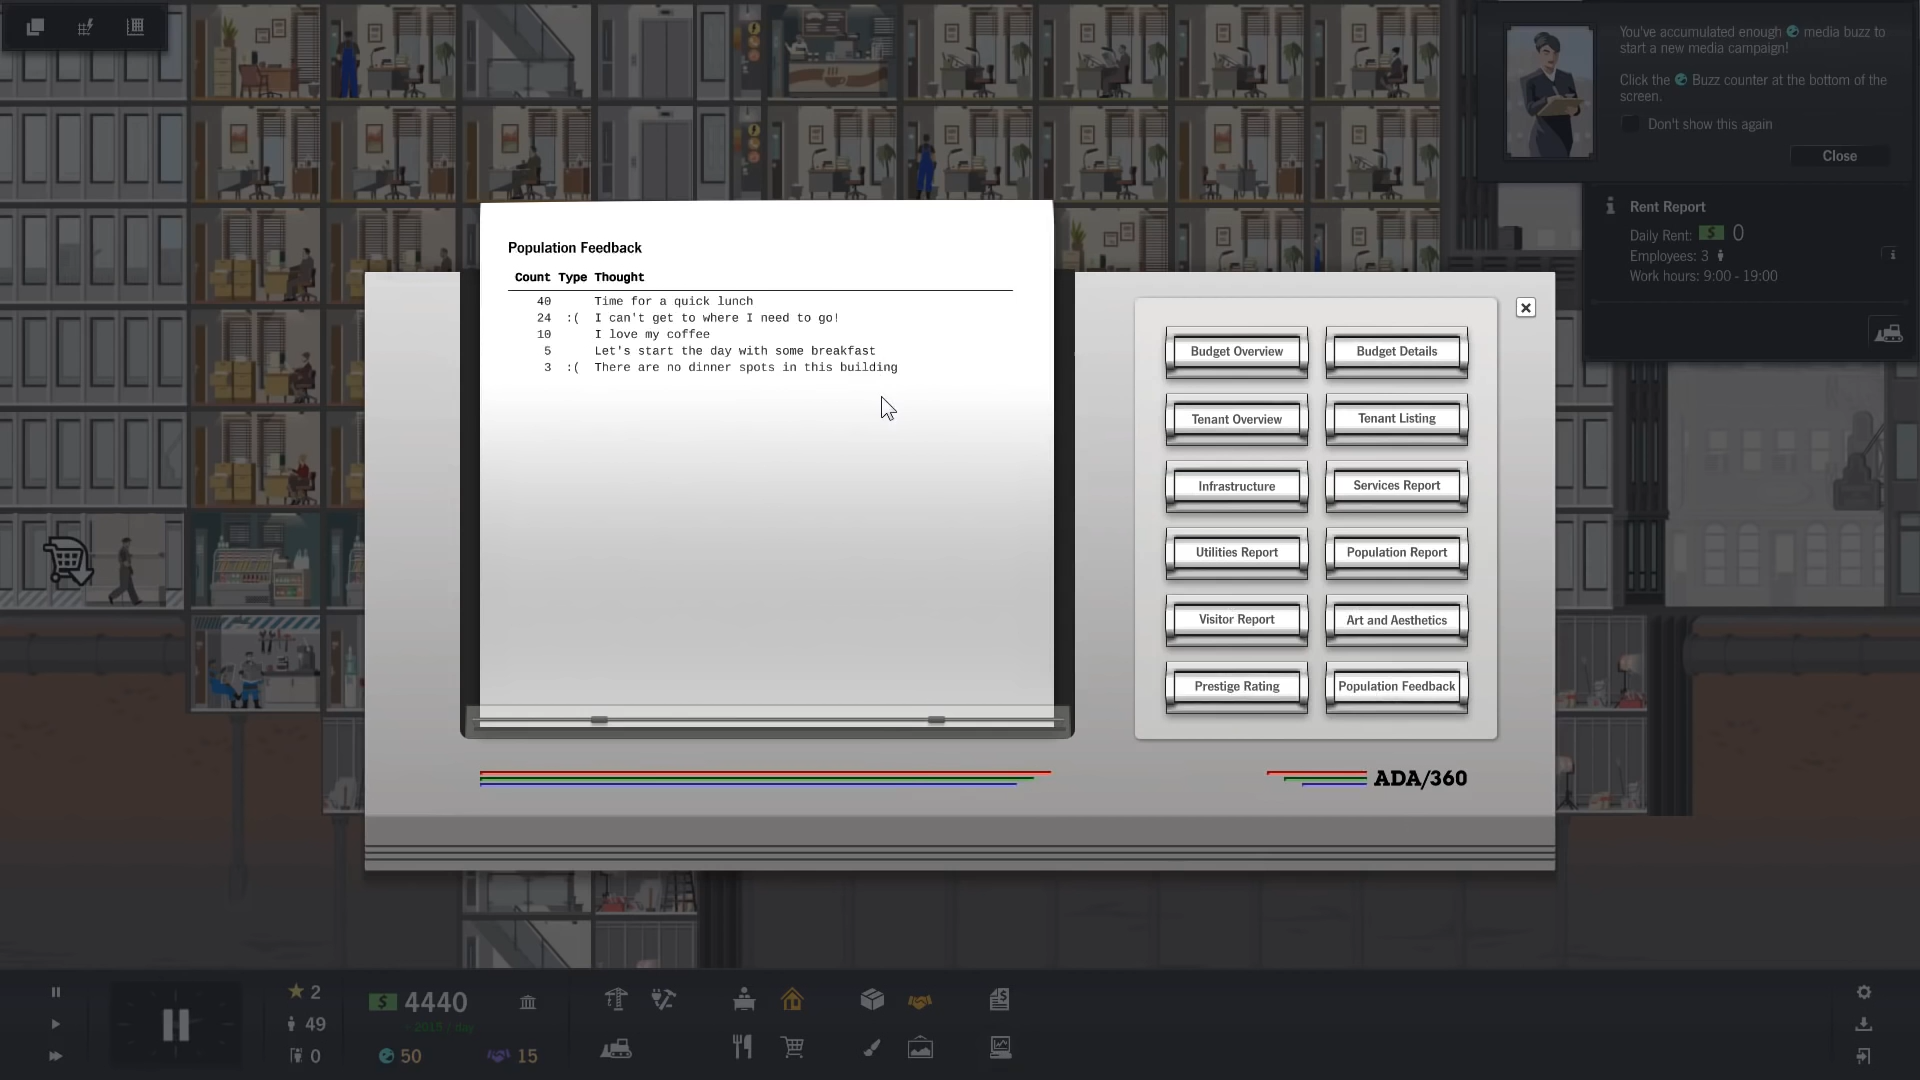 You've accumulated enough media buzz to
start a new media campaign!
Click the Buzz counter at the bottom of the
screen.
Don't show this again
Close
Rent Report
Daily Rent: $ 0
Employees: 3
Work hours: 9:00 - 19:00
Population Feedback
Count Type Thought
40 Time for a quick lunch
24 :( I can't get to where I need to go!
10 I love my coffee
5 Let's start the day with some breakfast
3 :( There are no dinner spots in this building
Budget Overview
Budget Details
Tenant Overview
Tenant Listing
Infrastructure
Services Report
Utilities Report
Population Report
Visitor Report
Art and Aesthetics
Prestige Rating
Population Feedback
ADA/360
2
$ 4440
+ 2015 / day
49
0
50
15